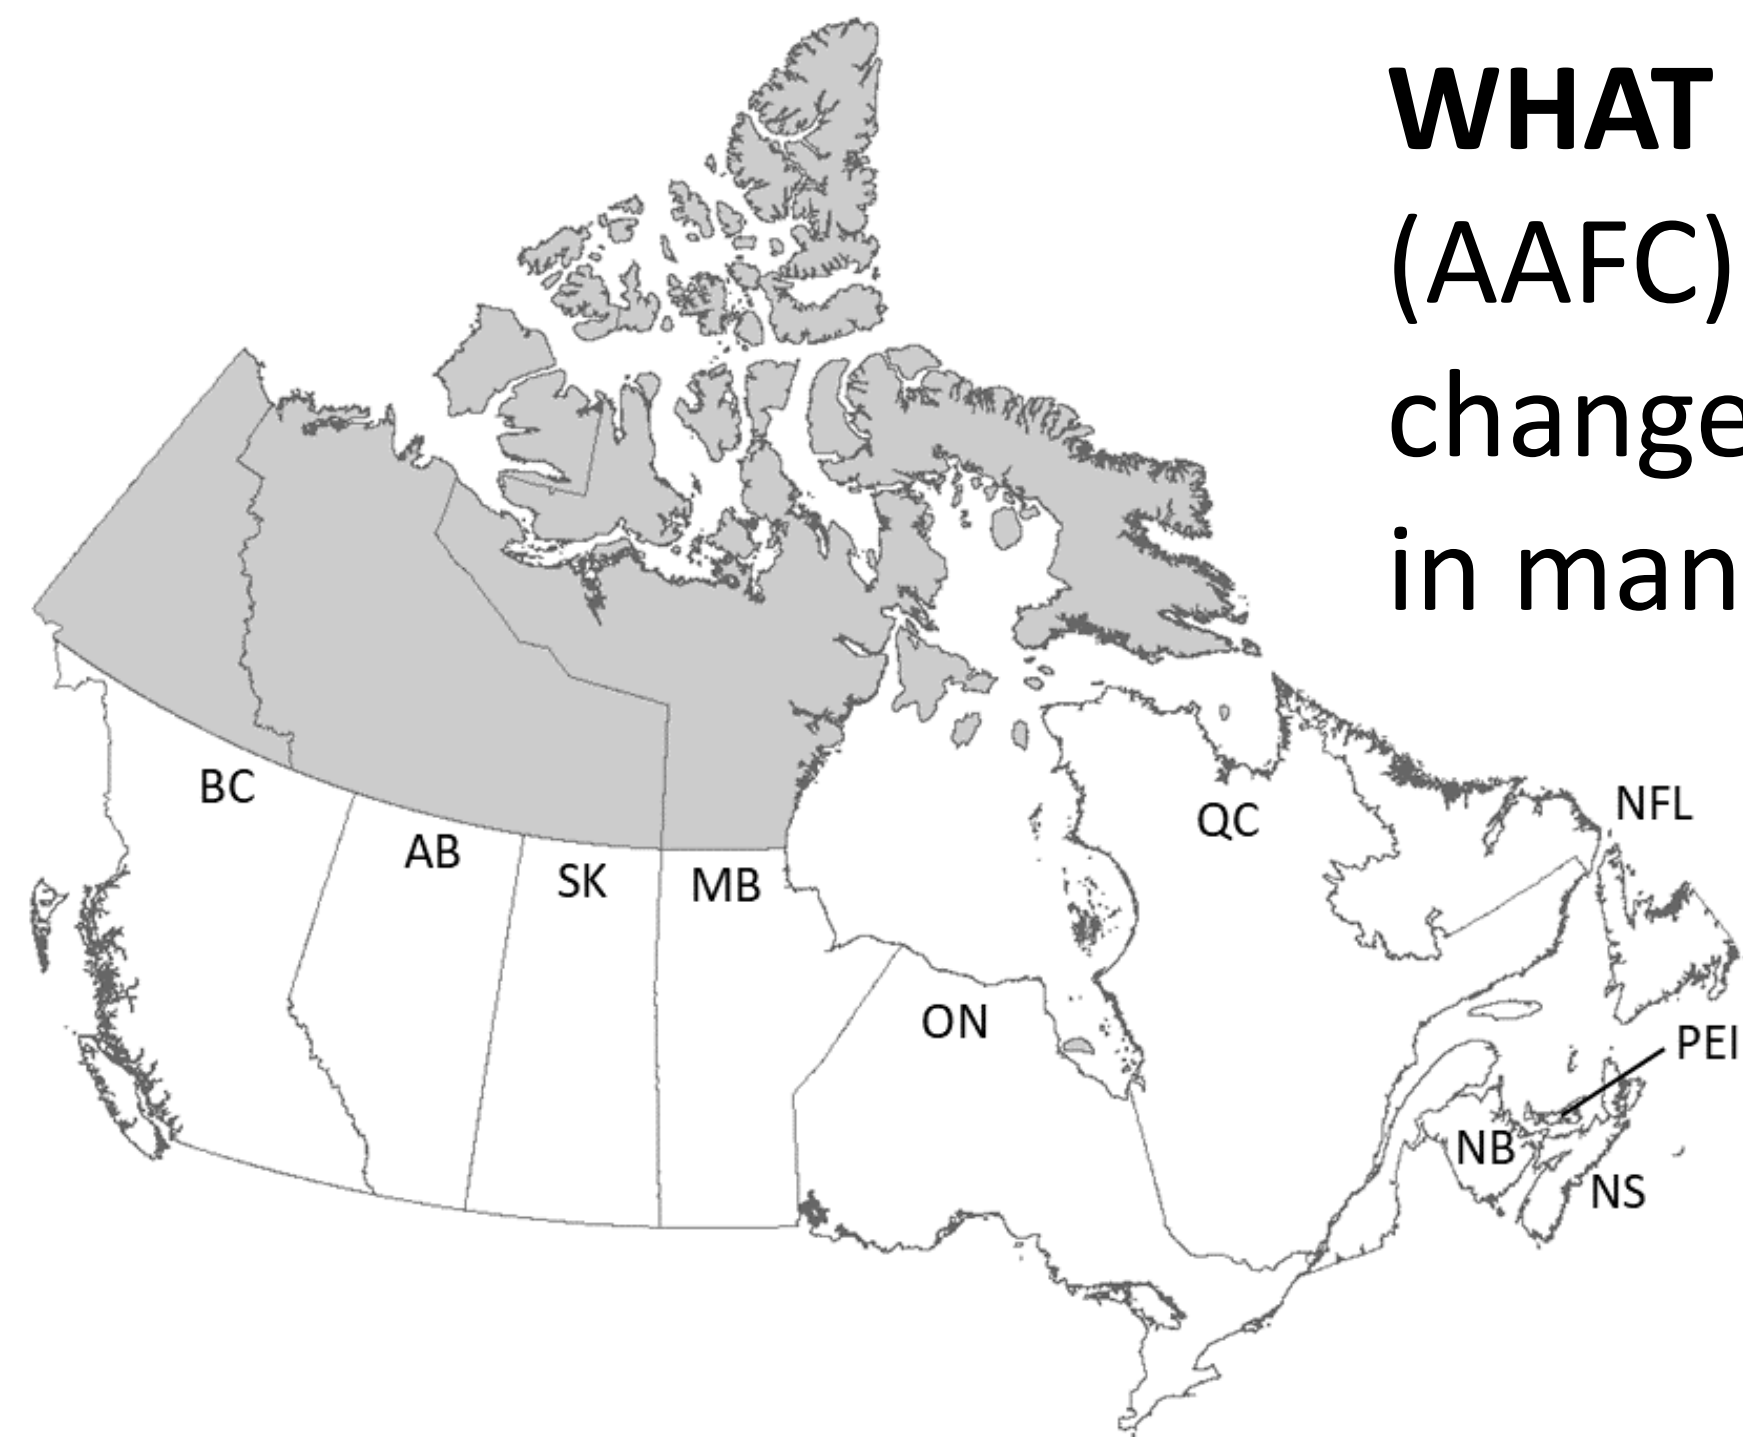 WHAT
(AAFC)
change
in man
BC
AB
SK
MB
ON
QC
NFL
PEI
NB
NS